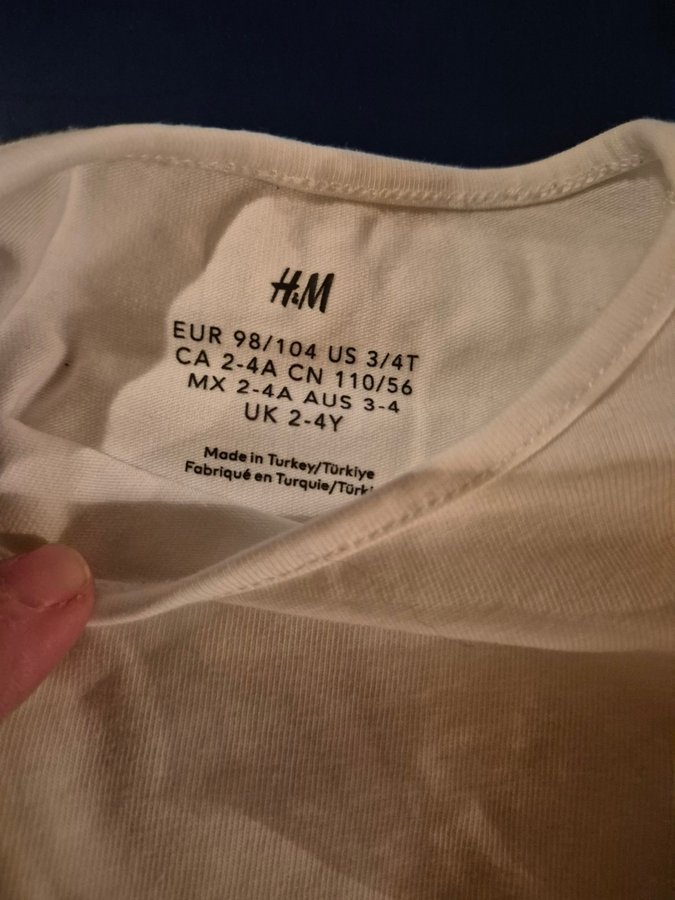 H&M
EUR 98/104 US 3/4T
CA 2-4A CN 110/56
MX 2-4A AUS 3-4
UK 2-4Y
Made in Turkey/Türkiye
Fabriqué en Turquie/Türk